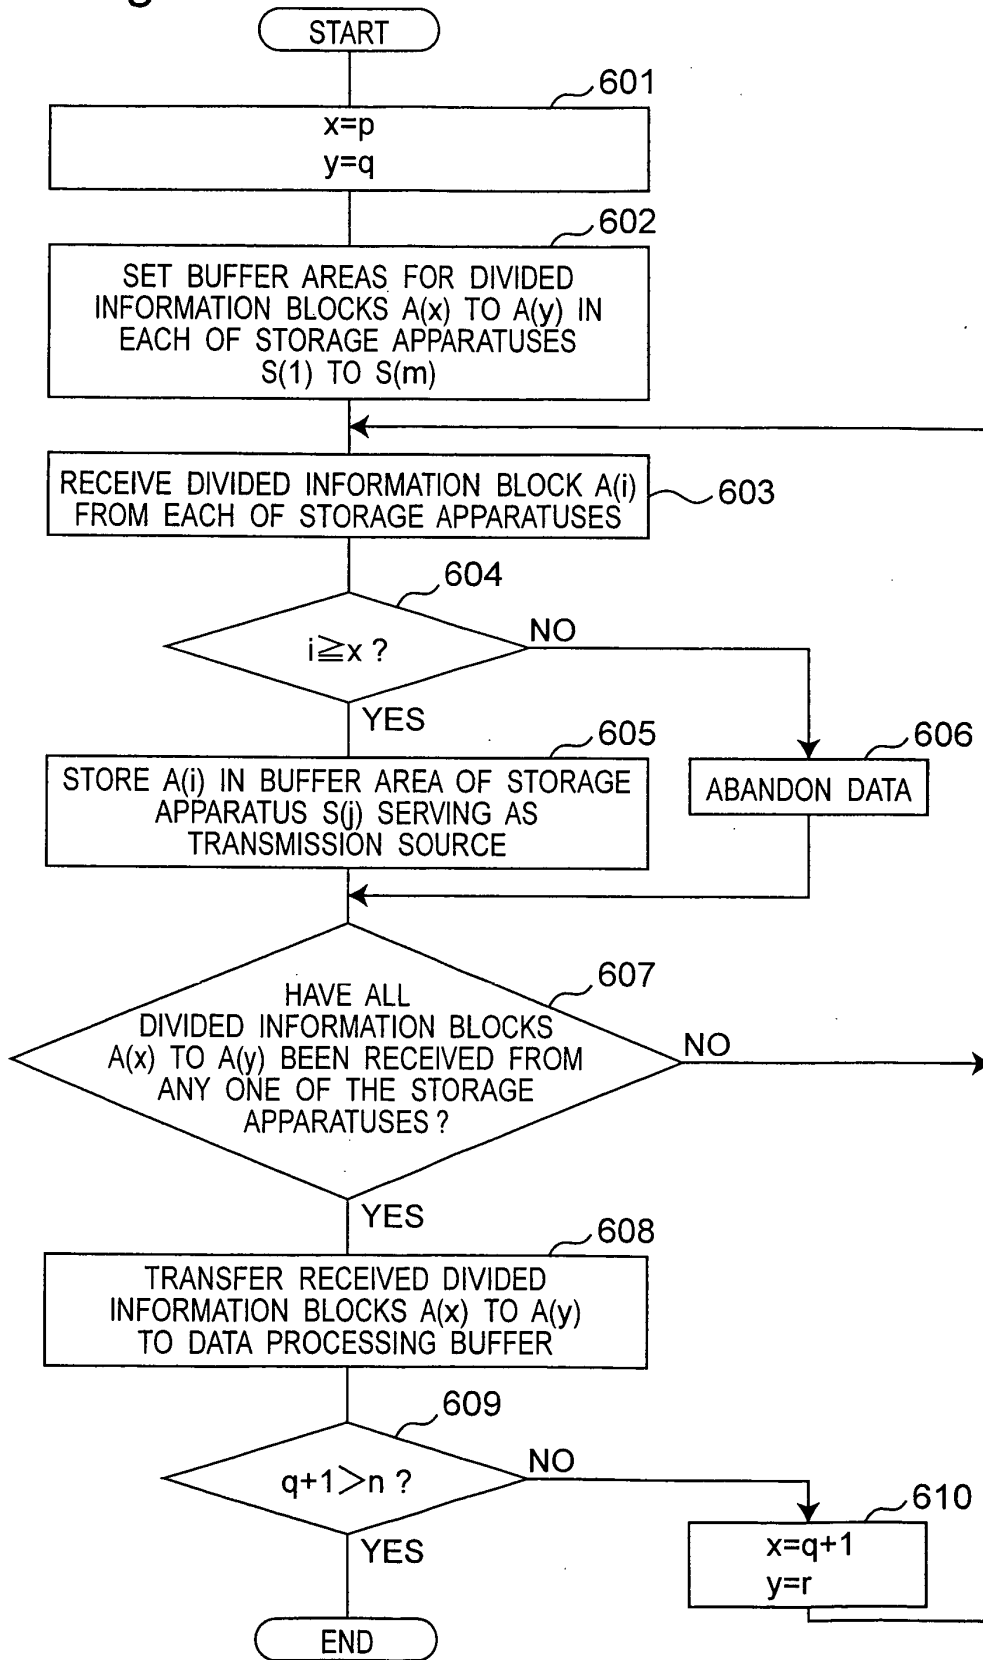 START
601
x=p
y=q
602
SET BUFFER AREAS FOR DIVIDED
INFORMATION BLOCKS A(x) TO A(y) IN
EACH OF STORAGE APPARATUSES
S(1) TO S(m)
RECEIVE DIVIDED INFORMATION BLOCK A(i)
FROM EACH OF STORAGE APPARATUSES
603
604
i≧x ?
NO
YES
605
STORE A(i) IN BUFFER AREA OF STORAGE
APPARATUS S(j) SERVING AS
TRANSMISSION SOURCE
606
ABANDON DATA
607
HAVE ALL
DIVIDED INFORMATION BLOCKS
A(x) TO A(y) BEEN RECEIVED FROM
ANY ONE OF THE STORAGE
APPARATUSES ?
NO
YES
608
TRANSFER RECEIVED DIVIDED
INFORMATION BLOCKS A(x) TO A(y)
TO DATA PROCESSING BUFFER
609
q+1>n ?
NO
YES
610
x=q+1
y=r
END